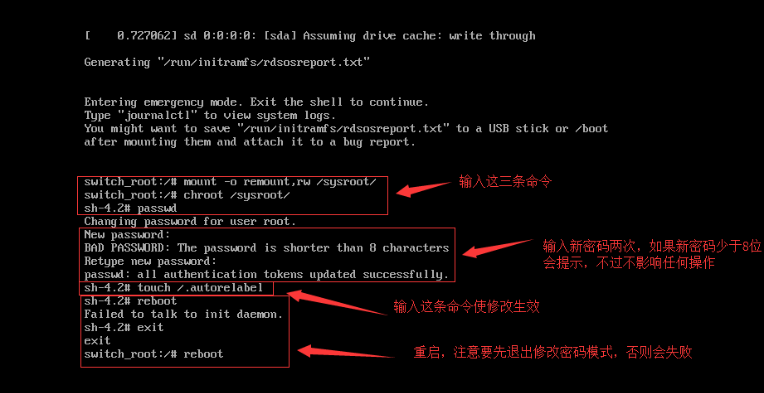 [    0.727062] sd 0:0:0:0: [sda] Assuming drive cache: write through
Generating "/run/initramfs/rdsosreport.txt"
Entering emergency mode. Exit the shell to continue.
Type "journalctl" to view system logs.
You might want to save "/run/initramfs/rdsosreport.txt" to a USB stick or /boot
after mounting them and attach it to a bug report.
switch_root:/# mount -o remount,rw /sysroot/
输入这三条命令
switch_root:/# chroot /sysroot/
sh-4.2# passwd
Changing password for user root.
New password:
BAD PASSWORD: The password is shorter than 8 characters
输入新密码两次，如果新密码少于8位
会提示，不过不影响任何操作
Retype new password:
passwd: all authentication tokens updated successfully.
sh-4.2# touch /.autorelabel
输入这条命令使修改生效
sh-4.2# reboot
Failed to talk to init daemon.
sh-4.2# exit
exit
switch_root:/# reboot
重启，注意要先退出修改密码模式，否则会失败